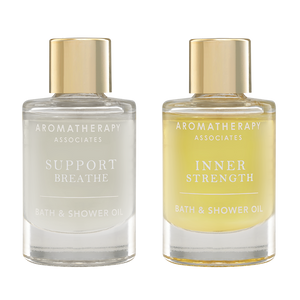 AROMATHERAPY
ASSOCIATES
SUPPORT
BREATHE
BATH & SHOWER OIL
AROMATHERAPY
ASSOCIATES
INNER
STRENGTH
BATH & SHOWER OIL